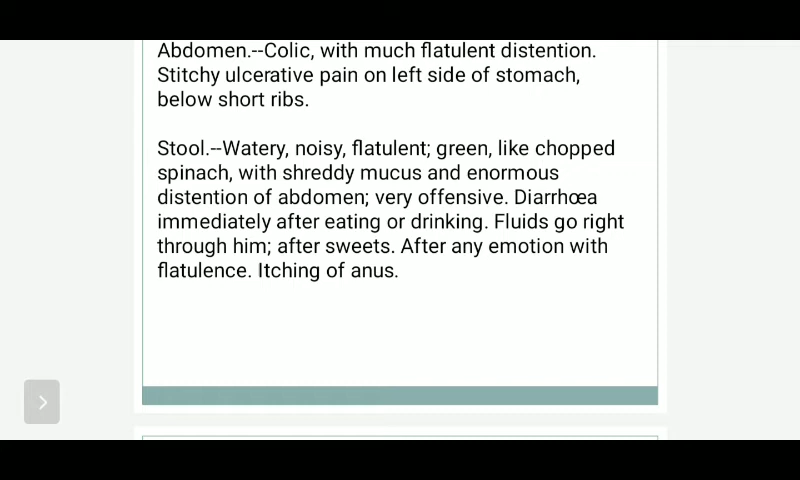 Abdomen.--Colic, with much flatulent distention.
Stitchy ulcerative pain on left side of stomach,
below short ribs.
Stool.--Watery, noisy, flatulent; green, like chopped
spinach, with shreddy mucus and enormous
distention of abdomen; very offensive. Diarrhœa
immediately after eating or drinking. Fluids go right
through him; after sweets. After any emotion with
flatulence. Itching of anus.